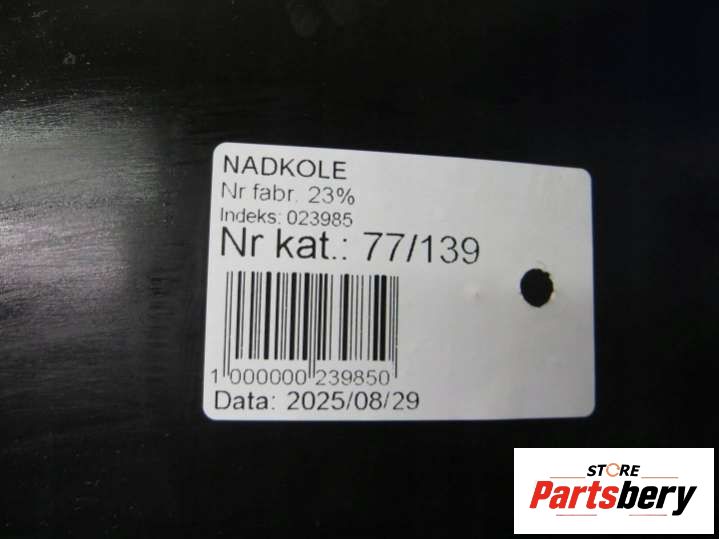 NADKOLE
Nr fabr. 23%
Indeks: 023985
Nr kat.: 77/139
1 000000 239850
Data: 2025/08/29
STORE
Partsbery